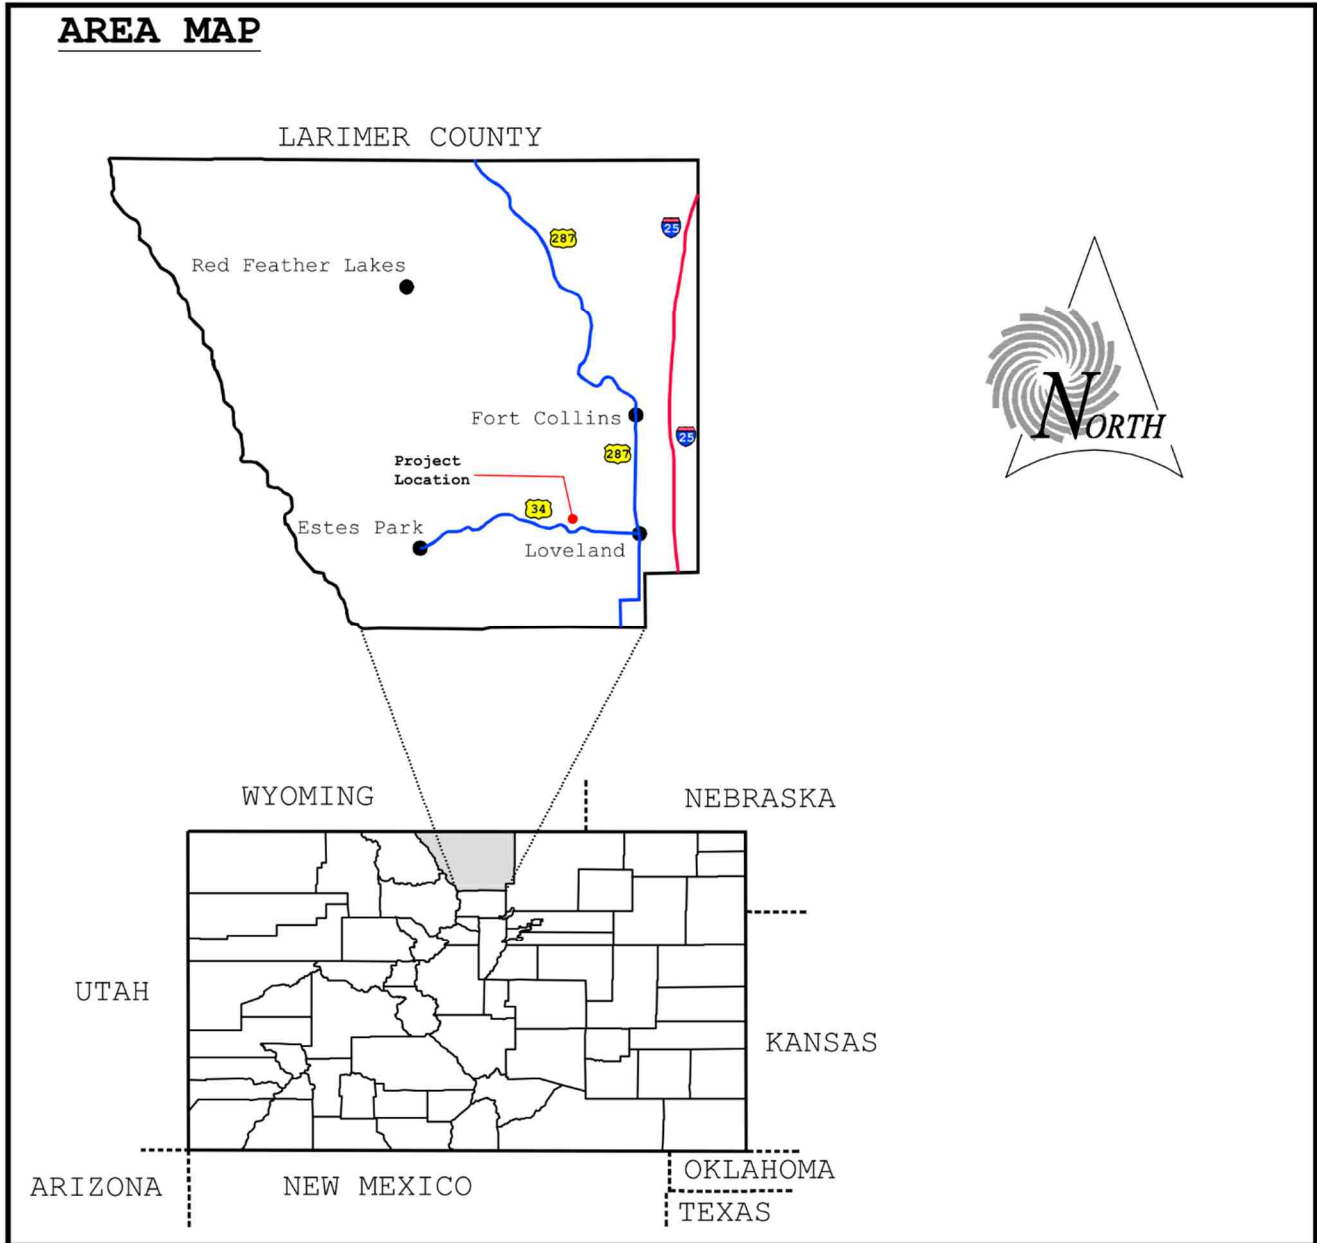 AREA MAP
LARIMER COUNTY
287
25
Red Feather Lakes
Fort Collins
25
287
Project
Location
34
Estes Park
Loveland
NORTH
WYOMING
NEBRASKA
UTAH
KANSAS
OKLAHOMA
ARIZONA
NEW MEXICO
TEXAS